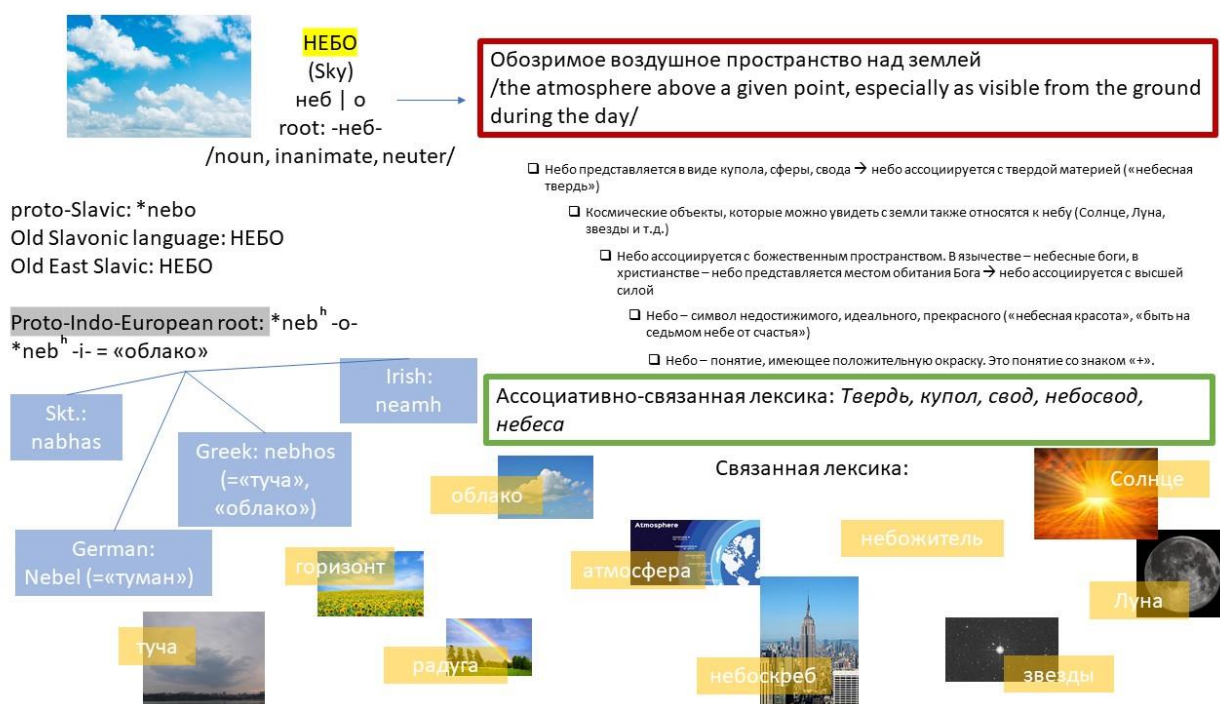 НЕБО
(Sky)
неб | о
root: -неб-
/noun, inanimate, neuter/
Обозримое воздушное пространство над землей
/the atmosphere above a given point, especially as visible from the ground
during the day/
❑ Небо представляется в виде купола, сферы, свода → небо ассоциируется с твердой материей («небесная
твердь»)
❑ Космические объекты, которые можно увидеть с земли также относятся к небу (Солнце, Луна,
звезды и т.д.)
❑ Небо ассоциируется с божественным пространством. В язычестве – небесные боги, в
христианстве – небо представляется местом обитания Бога → небо ассоциируется с высшей
силой
❑ Небо – символ недостижимого, идеального, прекрасного («небесная красота», «быть на
седьмом небе от счастья»)
❑ Небо – понятие, имеющее положительную окраску. Это понятие со знаком «+».
proto-Slavic: *nebo
Old Slavonic language: НЕБО
Old East Slavic: НЕБО
Proto-Indo-European root: *nebʰ -o-
*nebʰ -i- = «облако»
Skt.:
nabhas
Irish:
neamh
Greek: nebhos
(=«туча»,
«облако»)
German:
Nebel (=«туман»)
Ассоциативно-связанная лексика: Твердь, купол, свод, небосвод,
небеса
Связанная лексика:
облако
Солнце
Atmosphere
атмосфера
небожитель
горизонт
Луна
туча
радуга
небоскреб
звезды